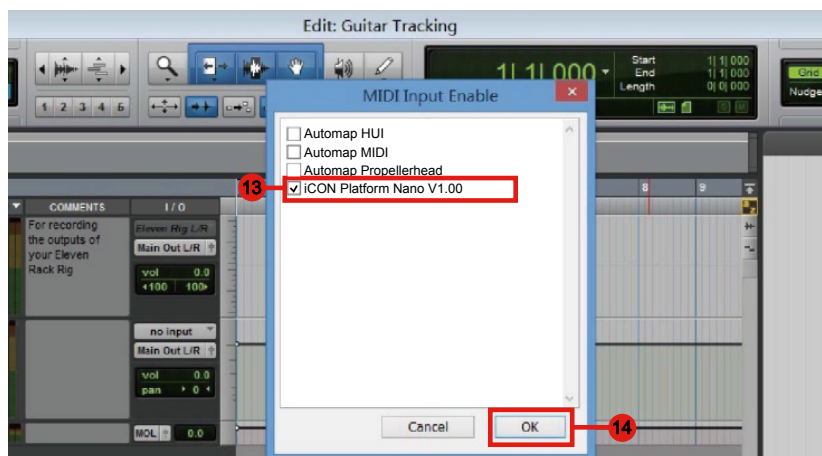 Edit: Guitar Tracking
1| 1| 000
Start 1| 1| 000
End 1| 1| 000
Length 0| 0| 000
Grid
Nudge
1 2 3 4 5
MIDI Input Enable
Automap HUI
Automap MIDI
Automap Propellerhead
13
iCON Platform Nano V1.00
8 9
COMMENTS I / O
For recording
the outputs of
your Eleven
Rack Rig
Eleven Rig L/R
Main Out L/R
vol 0.0
100 100
no input
Main Out L/R
vol 0.0
pan 0
MOL 0.0
Cancel OK
14